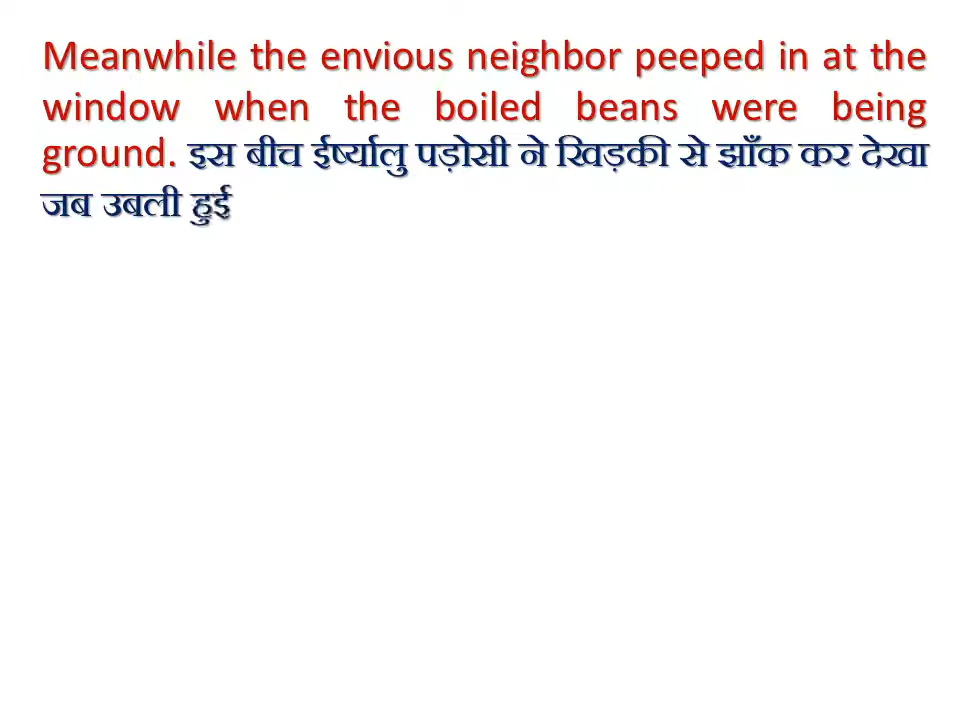 Meanwhile the envious neighbor peeped in at the
window when the boiled beans were being
ground. इस बीच ईर्ष्यालु पड़ोसी ने खिड़की से झाँक कर देखा
जब उबली हुई